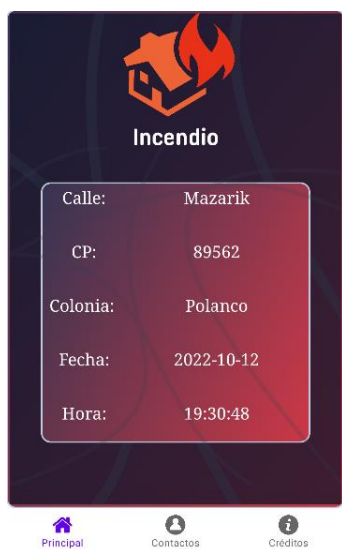 Incendio
Calle: Mazarik
CP: 89562
Colonia: Polanco
Fecha: 2022-10-12
Hora: 19:30:48
Principal Contactos Créditos